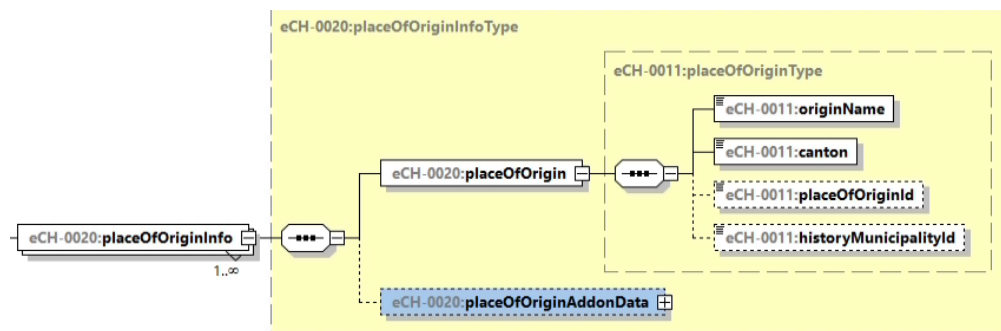 eCH-0020:placeOfOriginInfoType
eCH-0011:placeOfOriginType
eCH-0011:originName
eCH-0011:canton
eCH-0020:placeOfOrigin
eCH-0011:placeOfOriginId
eCH-0011:historyMunicipalityId
eCH-0020:placeOfOriginInfo
1..∞
eCH-0020:placeOfOriginAddonData